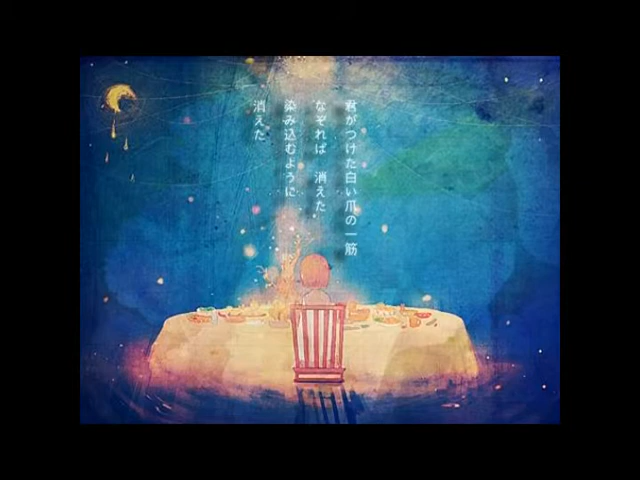 君がつけた白い爪の一筋
なぞれば　消えた
染み込むように
消えた